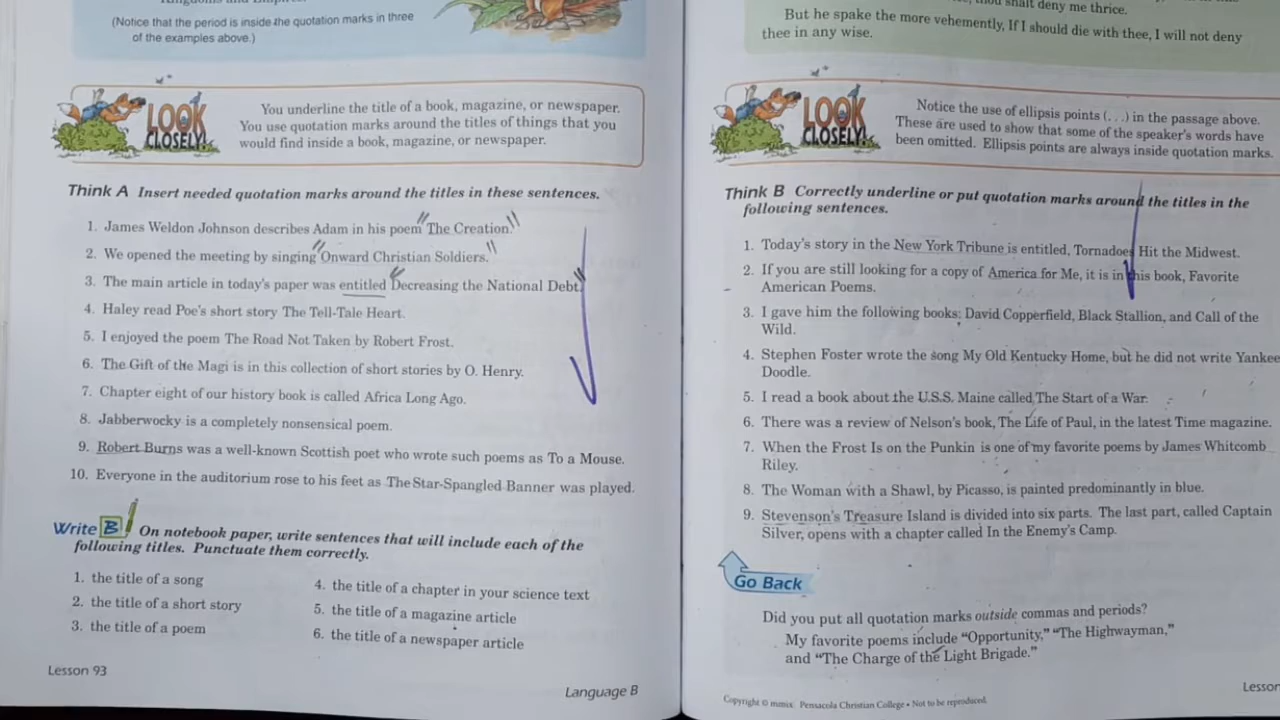 (Notice that the period is inside the quotation marks in three
of the examples above.)
LOOK
CLOSELY!
You underline the title of a book, magazine, or newspaper.
You use quotation marks around the titles of things that you
would find inside a book, magazine, or newspaper.
Think A Insert needed quotation marks around the titles in these sentences.
1. James Weldon Johnson describes Adam in his poem "The Creation."
2. We opened the meeting by singing "Onward Christian Soldiers."
3. The main article in today's paper was entitled "Decreasing the National Debt."
4. Haley read Poe's short story The Tell-Tale Heart.
5. I enjoyed the poem The Road Not Taken by Robert Frost.
6. The Gift of the Magi is in this collection of short stories by O. Henry.
7. Chapter eight of our history book is called Africa Long Ago.
8. Jabberwocky is a completely nonsensical poem.
9. Robert Burns was a well-known Scottish poet who wrote such poems as To a Mouse.
10. Everyone in the auditorium rose to his feet as The Star-Spangled Banner was played.
Write B On notebook paper, write sentences that will include each of the
following titles. Punctuate them correctly.
1. the title of a song
2. the title of a short story
3. the title of a poem
4. the title of a chapter in your science text
5. the title of a magazine article
6. the title of a newspaper article
Lesson 93
Language B
shalt deny me thrice.
But he spake the more vehemently, If I should die with thee, I will not deny
thee in any wise.
LOOK
CLOSELY!
Notice the use of ellipsis points (. . .) in the passage above.
These are used to show that some of the speaker's words have
been omitted. Ellipsis points are always inside quotation marks.
Think B Correctly underline or put quotation marks around the titles in the
following sentences.
1. Today's story in the New York Tribune is entitled, Tornadoes Hit the Midwest.
2. If you are still looking for a copy of America for Me, it is in this book, Favorite
American Poems.
3. I gave him the following books: David Copperfield, Black Stallion, and Call of the
Wild.
4. Stephen Foster wrote the song My Old Kentucky Home, but he did not write Yankee
Doodle.
5. I read a book about the U.S.S. Maine called The Start of a War.
6. There was a review of Nelson's book, The Life of Paul, in the latest Time magazine.
7. When the Frost Is on the Punkin is one of my favorite poems by James Whitcomb
Riley.
8. The Woman with a Shawl, by Picasso, is painted predominantly in blue.
9. Stevenson's Treasure Island is divided into six parts. The last part, called Captain
Silver, opens with a chapter called In the Enemy's Camp.
Go Back
Did you put all quotation marks outside commas and periods?
My favorite poems include "Opportunity," "The Highwayman,"
and "The Charge of the Light Brigade."
Lesson
Copyright © mmix Pensacola Christian College • Not to be reproduced.